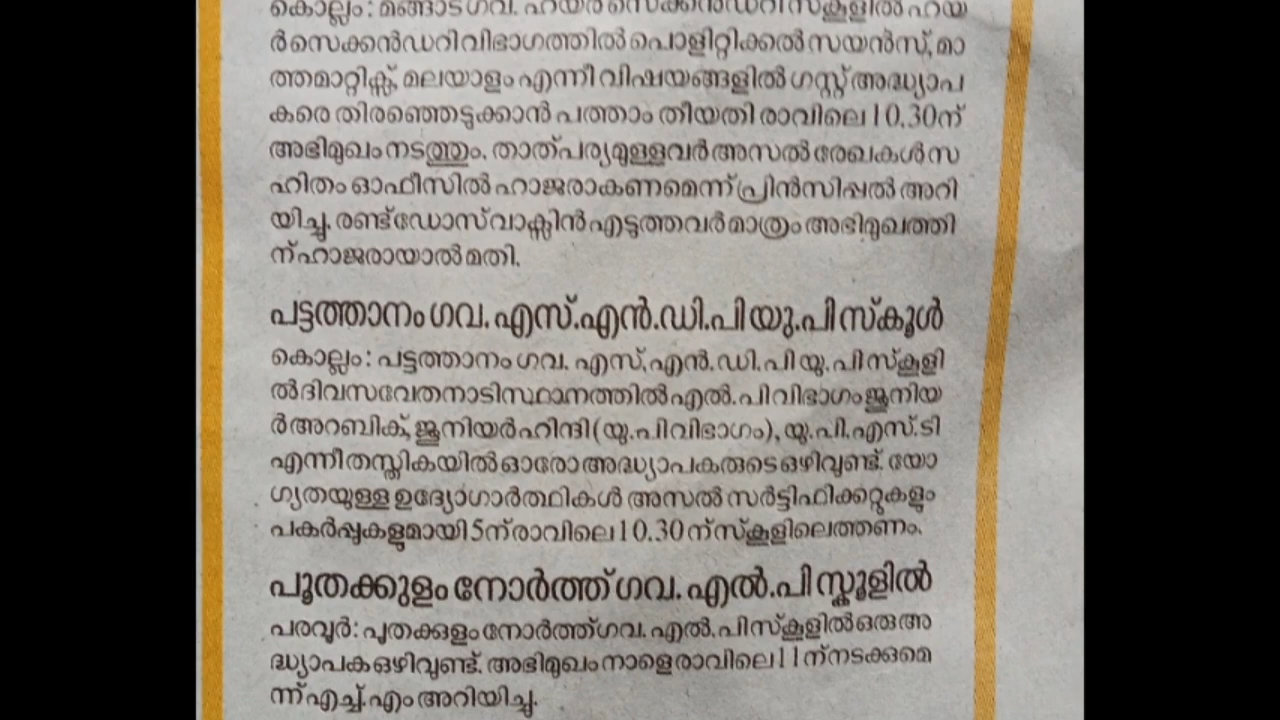 കൊല്ലം : മങ്ങാട് ഗവ. ഹയർ സെക്കൻഡറി സ്കൂളിൽ ഹയ
ർസെക്കൻഡറി വിഭാഗത്തിൽ പൊളിറ്റിക്കൽ സയൻസ്, മാ
ത്തമാറ്റിക്സ്, മലയാളം എന്നീ വിഷയങ്ങളിൽ ഗസ്റ്റ് അദ്ധ്യാപ
കരെ തിരഞ്ഞെടുക്കാൻ പത്താം തീയതി രാവിലെ 10.30ന്
അഭിമുഖം നടത്തും. താത്പര്യമുള്ളവർ അസൽ രേഖകൾ സ
ഹിതം ഓഫീസിൽ ഹാജരാകണമെന്ന് പ്രിൻസിപ്പൽ അറി
യിച്ചു. രണ്ട് ഡോസ് വാക്സിൻ എടുത്തവർ മാത്രം അഭിമുഖത്തി
ന് ഹാജരായാൽ മതി.
പട്ടത്താനം ഗവ. എസ്.എൻ.ഡി.പി യു.പി സ്കൂൾ
കൊല്ലം : പട്ടത്താനം ഗവ. എസ്.എൻ.ഡി.പി യു.പി സ്കൂളി
ൽ ദിവസവേതനാടിസ്ഥാനത്തിൽ എൽ.പി വിഭാഗം ജൂനിയ
ർ അറബിക്, ജൂനിയർ ഹിന്ദി (യു.പി വിഭാഗം), യു.പി.എസ്.ടി
എന്നീ തസ്തികയിൽ ഓരോ അദ്ധ്യാപകരുടെ ഒഴിവുണ്ട്. യോ
ഗ്യതയുള്ള ഉദ്യോഗാർത്ഥികൾ അസൽ സർട്ടിഫിക്കറ്റുകളും
പകർപ്പുകളുമായി 5ന് രാവിലെ 10.30 ന് സ്കൂളിലെത്തണം.
പൂതക്കുളം നോർത്ത് ഗവ. എൽ.പി സ്കൂളിൽ
പരവൂർ : പൂതക്കുളം നോർത്ത് ഗവ. എൽ.പി സ്കൂളിൽ ഒരു അ
ദ്ധ്യാപക ഒഴിവുണ്ട്. അഭിമുഖം നാളെ രാവിലെ 11ന് നടക്കുമെ
ന്ന് എച്ച്.എം അറിയിച്ചു.